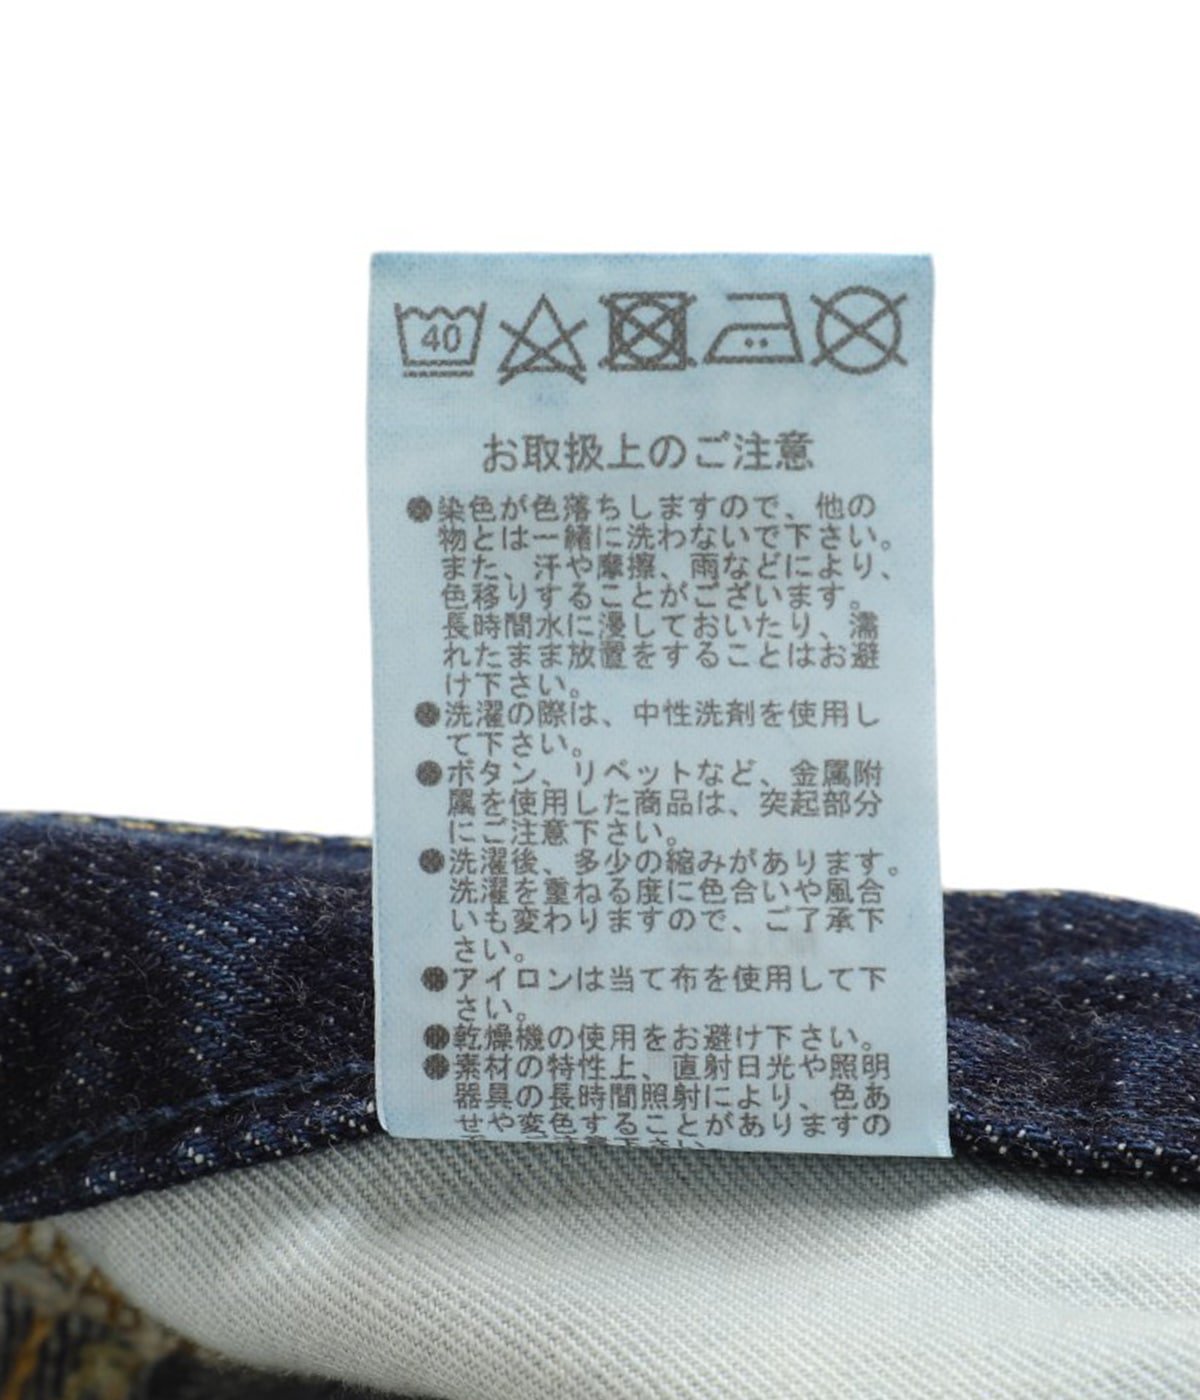 40
お取扱上のご注意
●染色が色落ちしますので、他の
物とは一緒に洗わないで下さい。
また、汗や摩擦、雨などにより、
色移りすることがございます。
長時間水に浸しておいたり、濡
れたまま放置をすることはお避
け下さい。
●洗濯の際は、中性洗剤を使用し
て下さい。
●ボタン、リベットなど、金属附
属を使用した商品は、突起部分
にご注意下さい。
●洗濯後、多少の縮みがあります。
洗濯を重ねる度に色合いや風合
いも変わりますので、ご了承下
さい。
●アイロンは当て布を使用して下
さい。
●乾燥機の使用をお避け下さい。
●素材の特性上、直射日光や照明
器具の長時間照射により、色あ
せや変色することがありますの